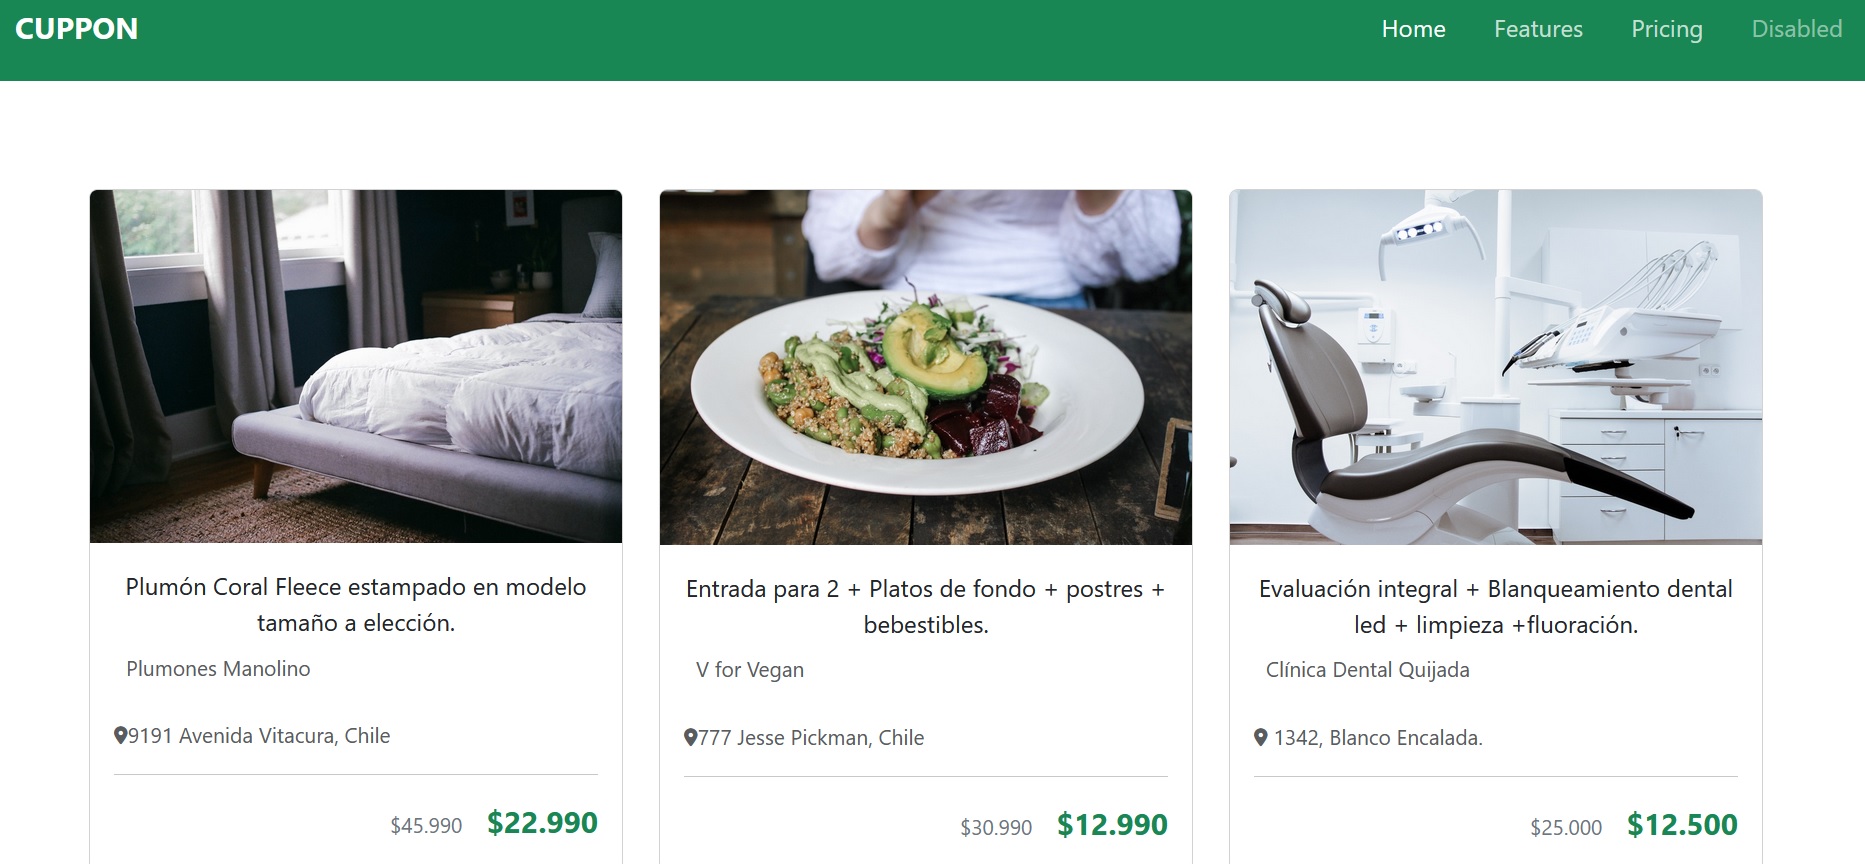 CUPPON
Home Features Pricing Disabled
Plumón Coral Fleece estampado en modelo
tamaño a elección.
Plumones Manolino
9191 Avenida Vitacura, Chile
$45.990 $22.990
Entrada para 2 + Platos de fondo + postres +
bebestibles.
V for Vegan
777 Jesse Pickman, Chile
$30.990 $12.990
Evaluación integral + Blanqueamiento dental
led + limpieza +fluoración.
Clínica Dental Quijada
1342, Blanco Encalada.
$25.000 $12.500